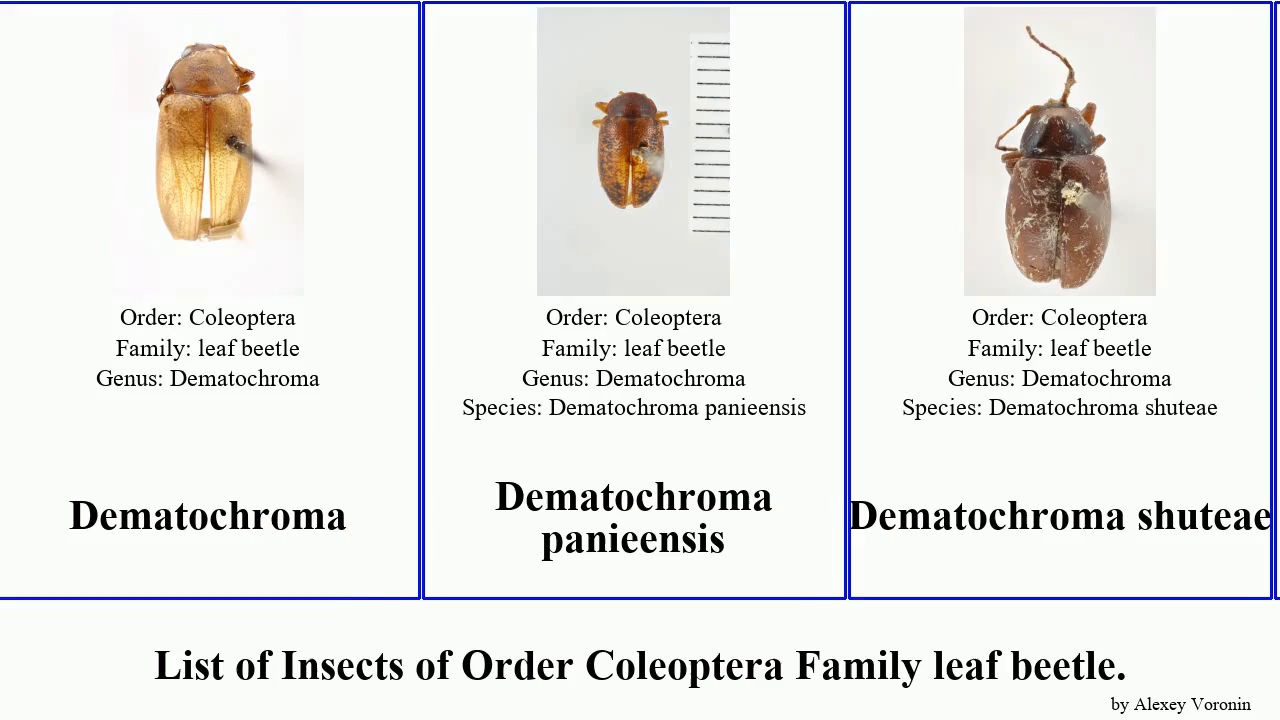 Order: Coleoptera
Family: leaf beetle
Genus: Dematochroma
Dematochroma
Order: Coleoptera
Family: leaf beetle
Genus: Dematochroma
Species: Dematochroma panieensis
Dematochroma
panieensis
Order: Coleoptera
Family: leaf beetle
Genus: Dematochroma
Species: Dematochroma shuteae
Dematochroma shuteae
List of Insects of Order Coleoptera Family leaf beetle.
by Alexey Voronin